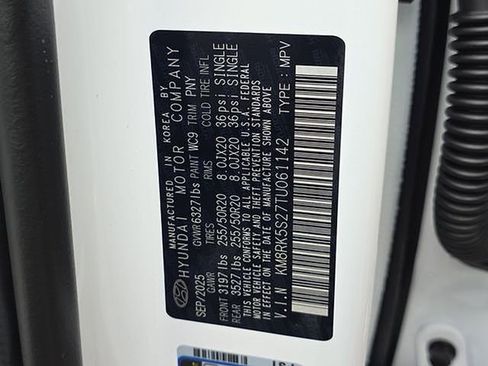 MANUFACTURED IN KOREA BY
HYUNDAI MOTOR COMPANY
SEP/2025 GVWR 6327 lbs PAINT WC9 TRIM PNY
GAWR TIRES RIMS COLD TIRE INFL
FRONT 3197 lbs 255/50R20 8.0JX20 36psi SINGLE
REAR 3527 lbs 255/50R20 8.0JX20 36psi SINGLE
THIS VEHICLE CONFORMS TO ALL APPLICABLE U.S.A. FEDERAL
MOTOR VEHICLE SAFETY AND THEFT PREVENTION STANDARDS
IN EFFECT ON THE DATE OF MANUFACTURE SHOWN ABOVE
V.I.N KM8RKGSS27TU061142 TYPE : MPV